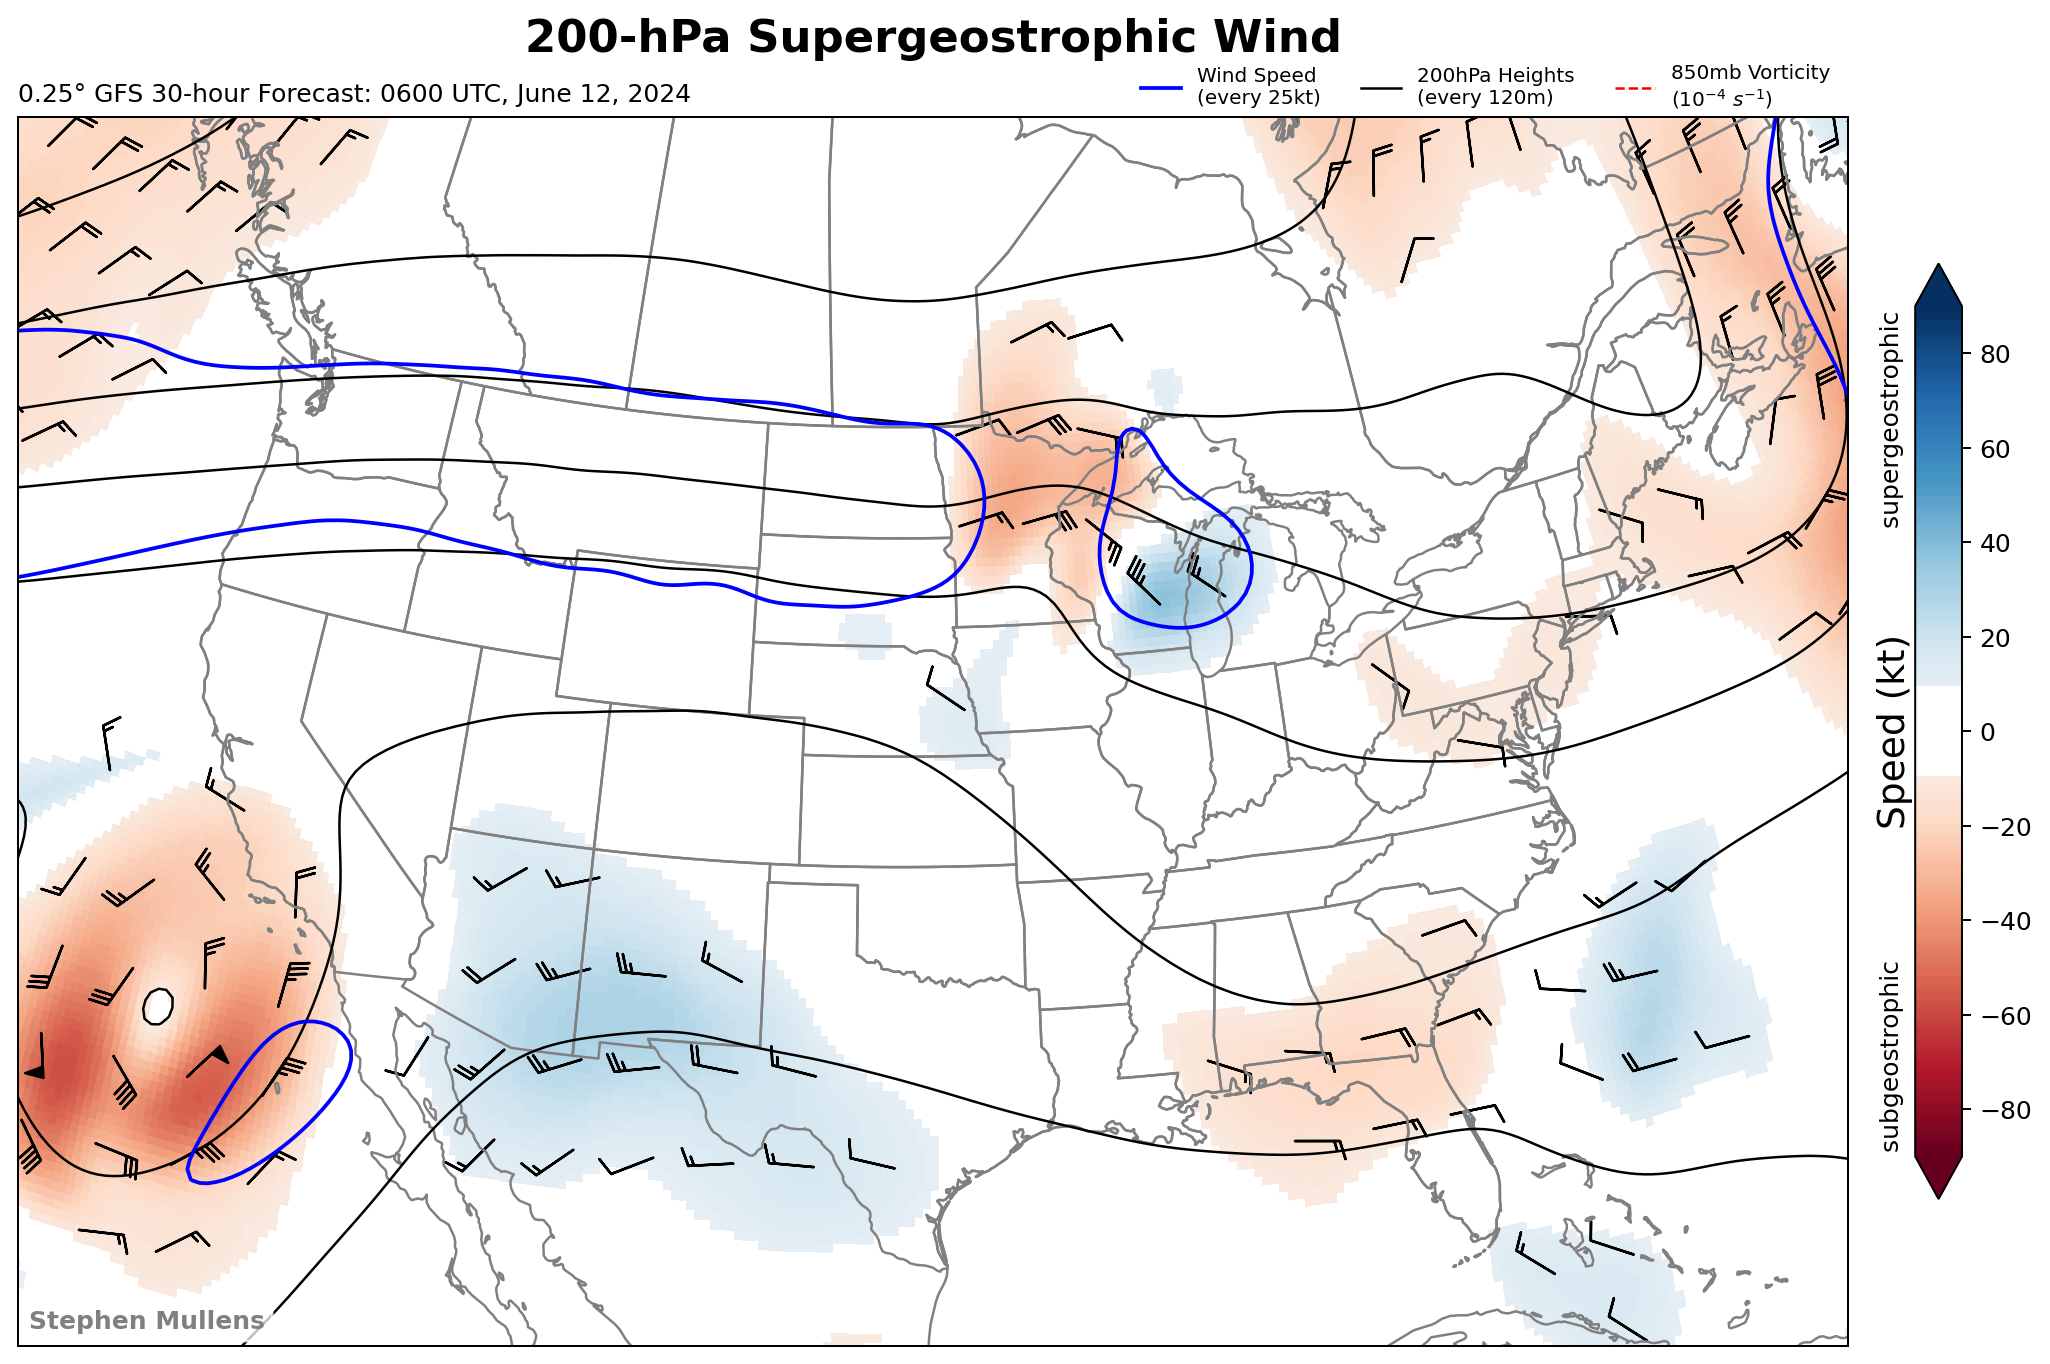 200-hPa Supergeostrophic Wind
0.25° GFS 30-hour Forecast: 0600 UTC, June 12, 2024
Wind Speed
(every 25kt)
200hPa Heights
(every 120m)
850mb Vorticity
(10⁻⁴ s⁻¹)
supergeostrophic
Speed (kt)
subgeostrophic
80
60
40
20
0
−20
−40
−60
−80
Stephen Mullens